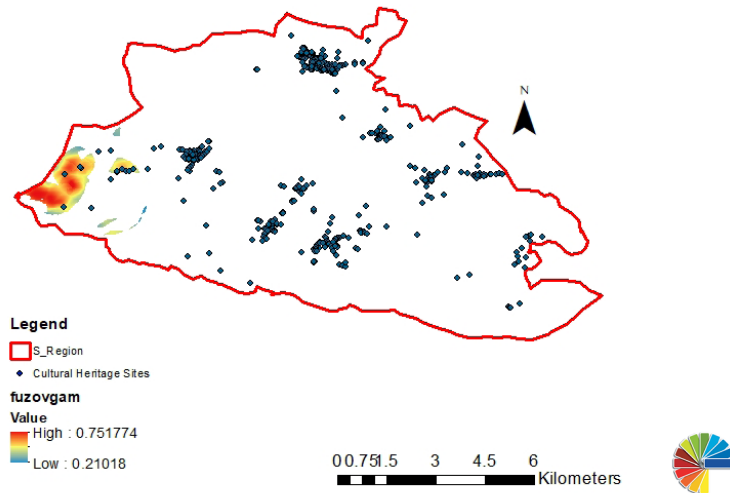 N
Legend
S_Region
Cultural Heritage Sites
fuzovgam
Value
High : 0.751774
Low : 0.21018
0 0.75 1.5 3 4.5 6
Kilometers